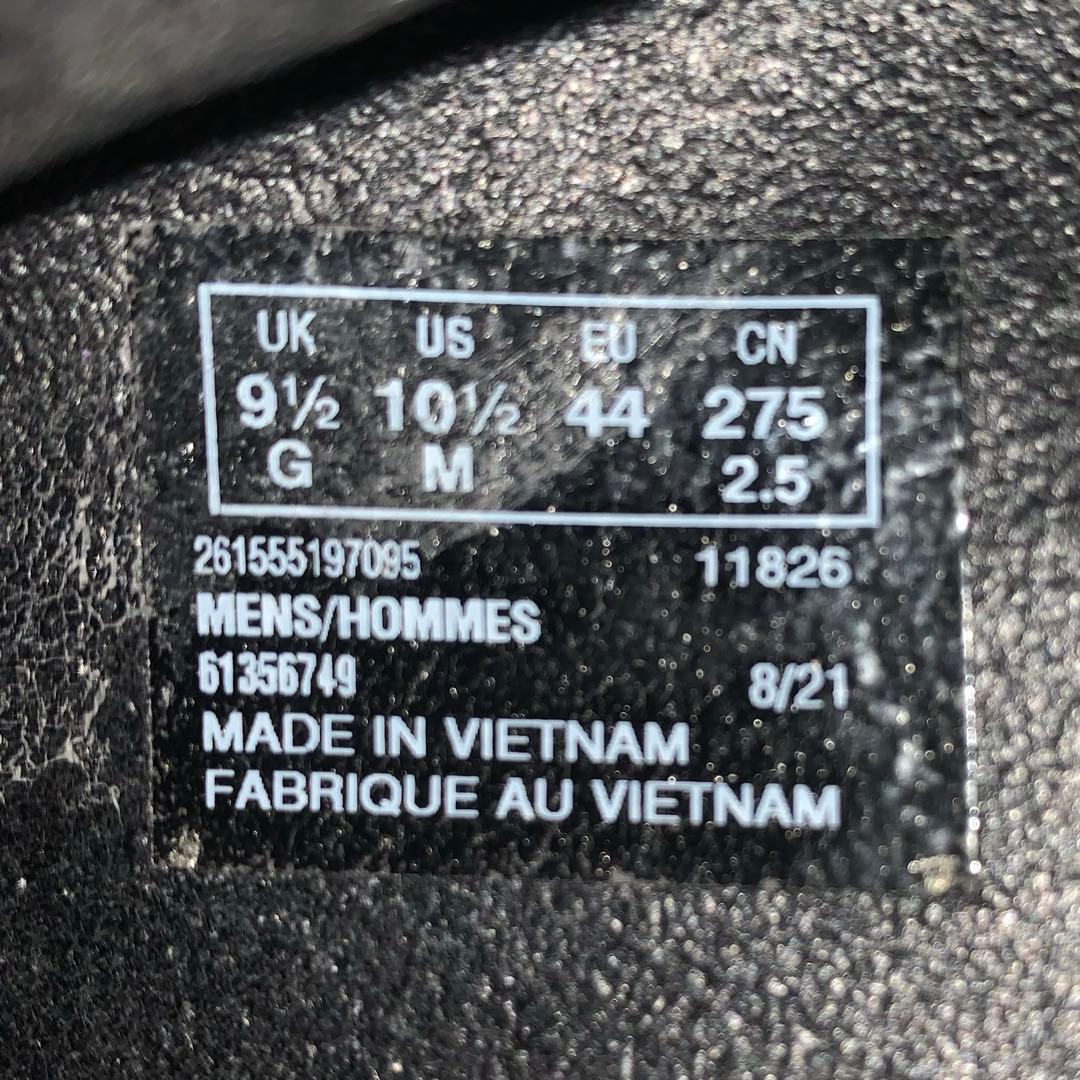 UK US EU CN
9½ 10½ 44 275
G M 2.5
261555197095 11826
MENS/HOMMES
61356749 8/21
MADE IN VIETNAM
FABRIQUE AU VIETNAM